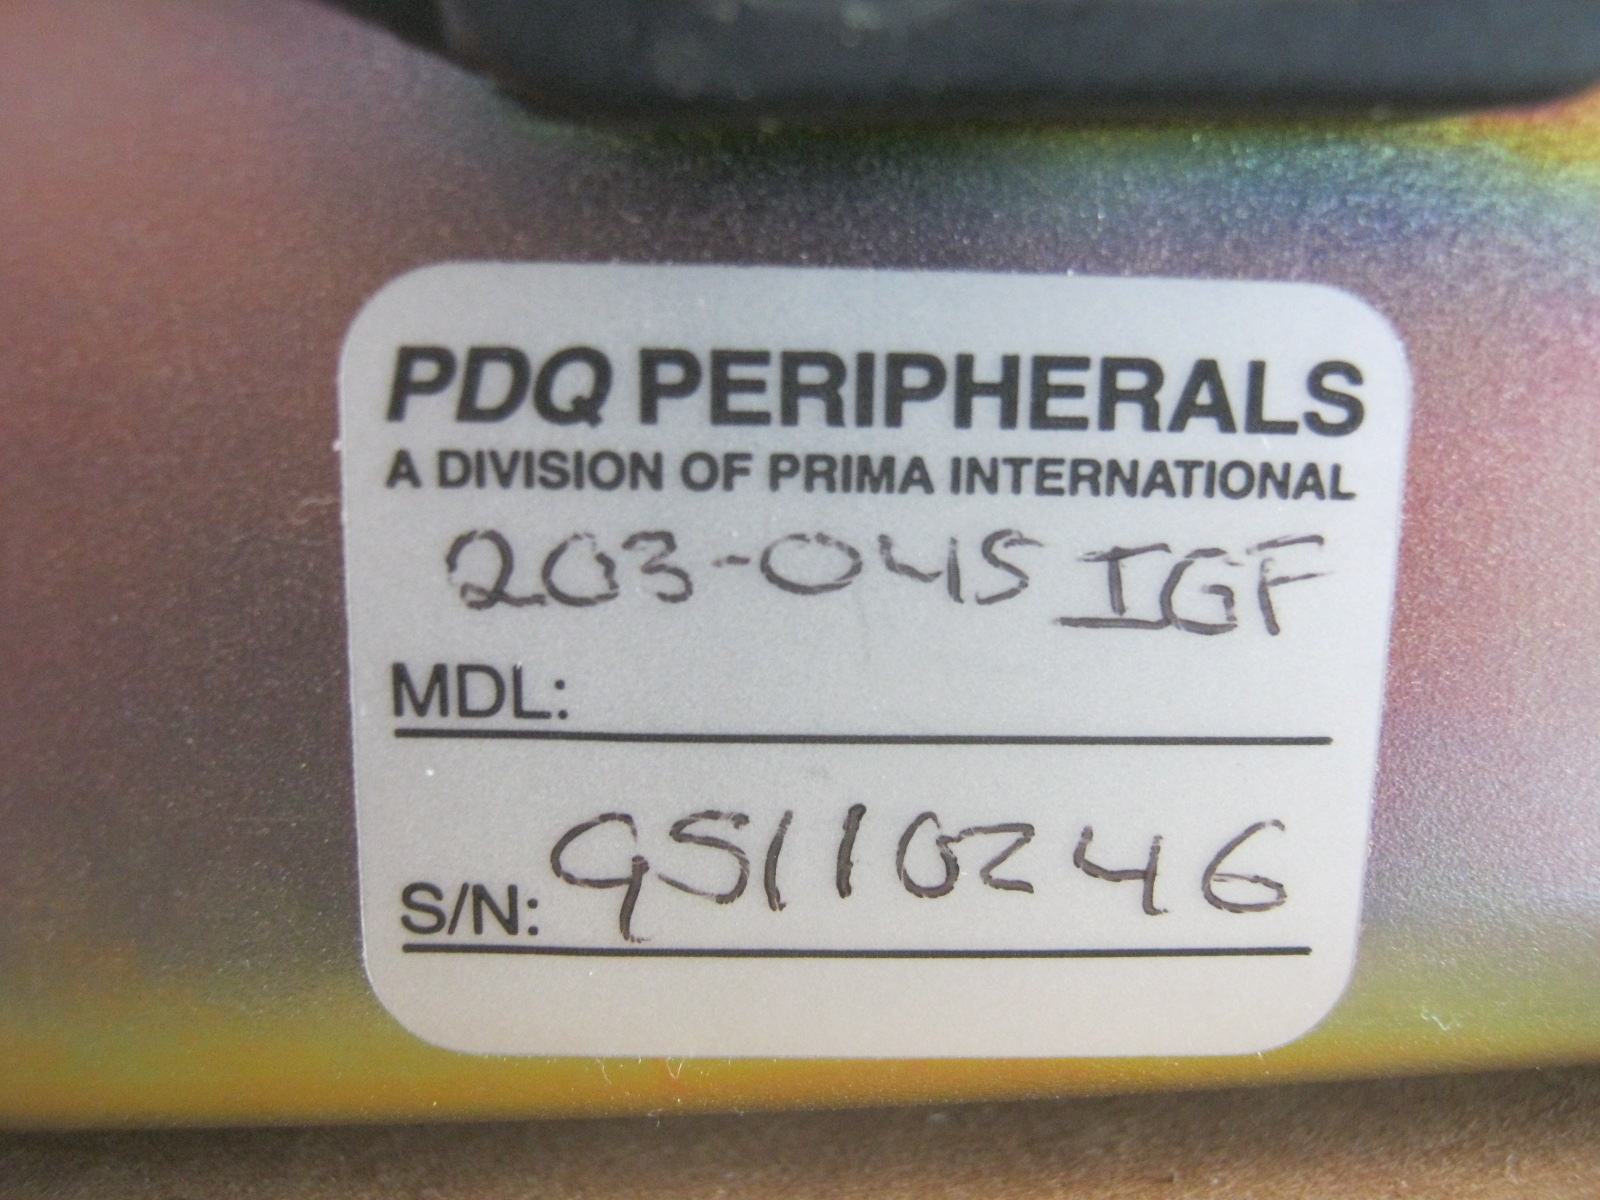 PDQ PERIPHERALS
A DIVISION OF PRIMA INTERNATIONAL
203-045 IGF
MDL:
S/N: 95110246